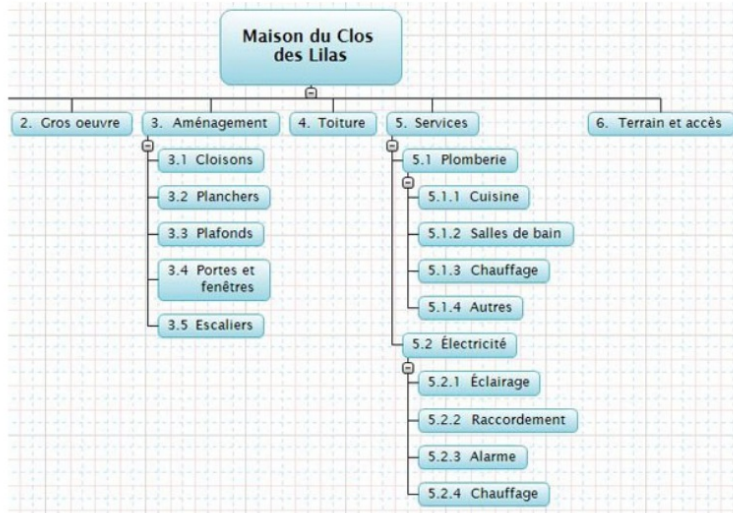 Maison du Clos
des Lilas
2. Gros oeuvre
3. Aménagement
4. Toiture
5. Services
6. Terrain et accès
3.1 Cloisons
3.2 Planchers
3.3 Plafonds
3.4 Portes et
fenêtres
3.5 Escaliers
5.1 Plomberie
5.1.1 Cuisine
5.1.2 Salles de bain
5.1.3 Chauffage
5.1.4 Autres
5.2 Électricité
5.2.1 Éclairage
5.2.2 Raccordement
5.2.3 Alarme
5.2.4 Chauffage